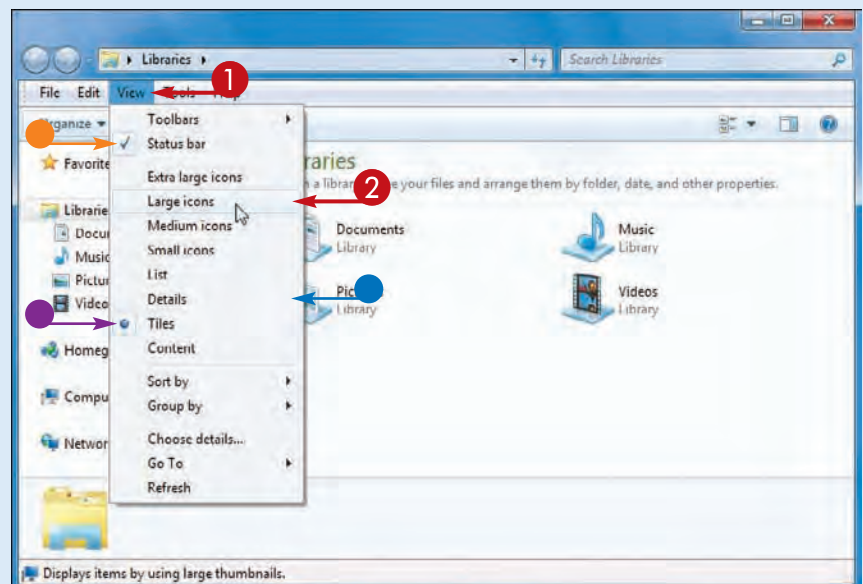 Libraries
Search Libraries
1
File Edit View Tools Help
Organize
Toolbars
Status bar
Extra large icons
Large icons
Medium icons
Small icons
List
Details
Tiles
Content
Sort by
Group by
Choose details...
Go To
Refresh
Favorite
Librarie
Docu
Music
Pictur
Video
Homeg
Compu
Networ
raries
a librar your files and arrange them by folder, date, and other properties.
2
Documents
Library
Music
Library
Pic
Library
Videos
Library
Displays items by using large thumbnails.